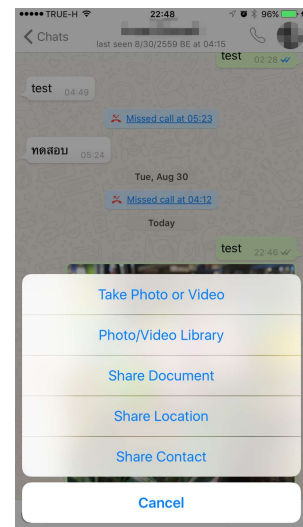 TRUE-H 22:48 96%
Chats
last seen 8/30/2559 BE at 04:15
test 02:28
test 04:49
Missed call at 05:23
ทดสอบ 05:24
Tue, Aug 30
Missed call at 04:12
Today
test 22:46
Take Photo or Video
Photo/Video Library
Share Document
Share Location
Share Contact
Cancel